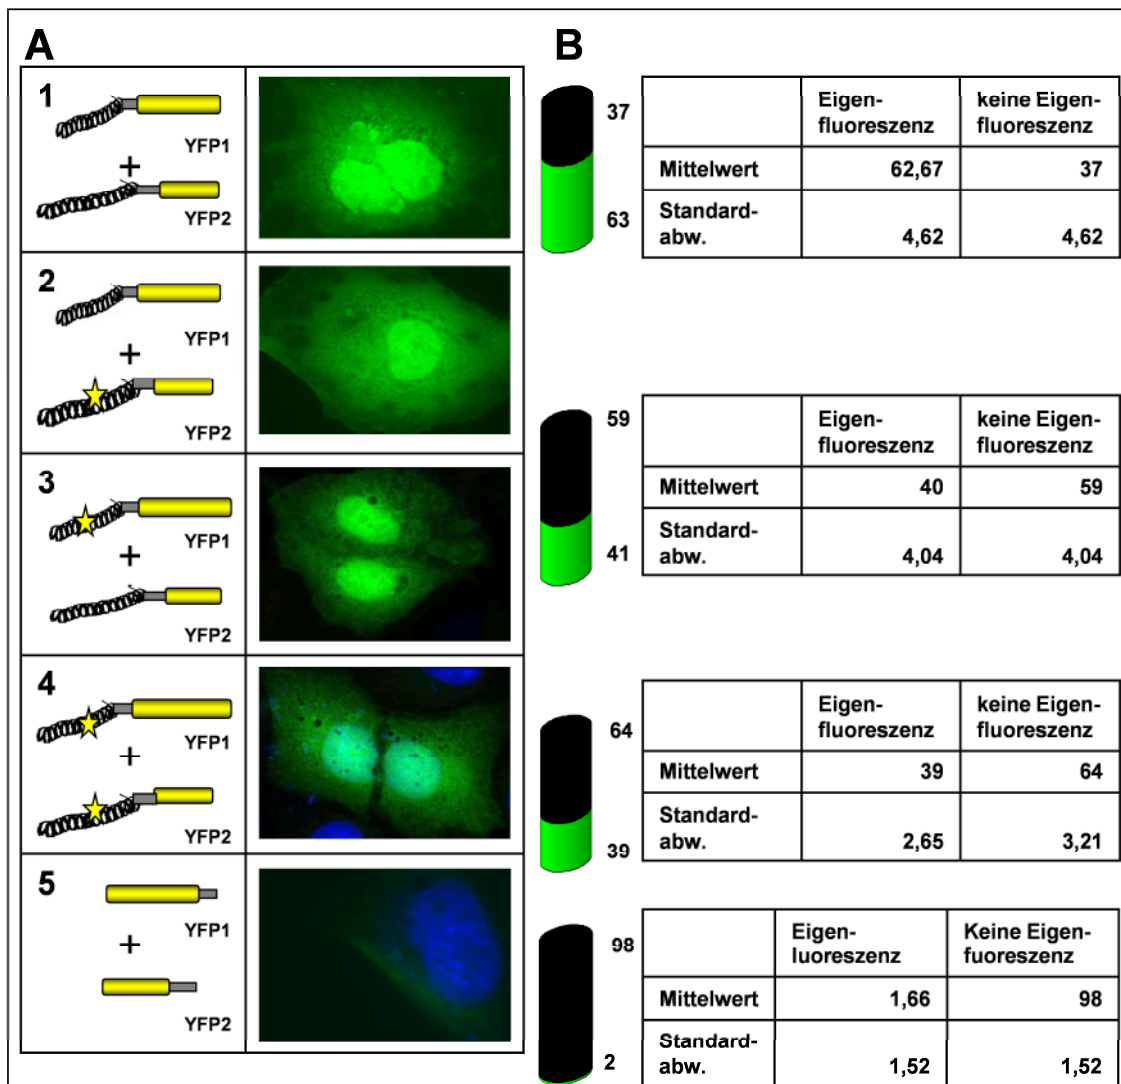 A
B
1
YFP1
+
YFP2
2
YFP1
+
YFP2
3
YFP1
+
YFP2
4
YFP1
+
YFP2
5
YFP1
+
YFP2
37
63
Eigen-
fluoreszenz
keine Eigen-
fluoreszenz
Mittelwert 62,67 37
Standard-
abw. 4,62 4,62
59
41
Eigen-
fluoreszenz
keine Eigen-
fluoreszenz
Mittelwert 40 59
Standard-
abw. 4,04 4,04
64
39
Eigen-
fluoreszenz
keine Eigen-
fluoreszenz
Mittelwert 39 64
Standard-
abw. 2,65 3,21
98
2
Eigen-
luoreszenz
Keine Eigen-
fuoreszenz
Mittelwert 1,66 98
Standard-
abw. 1,52 1,52